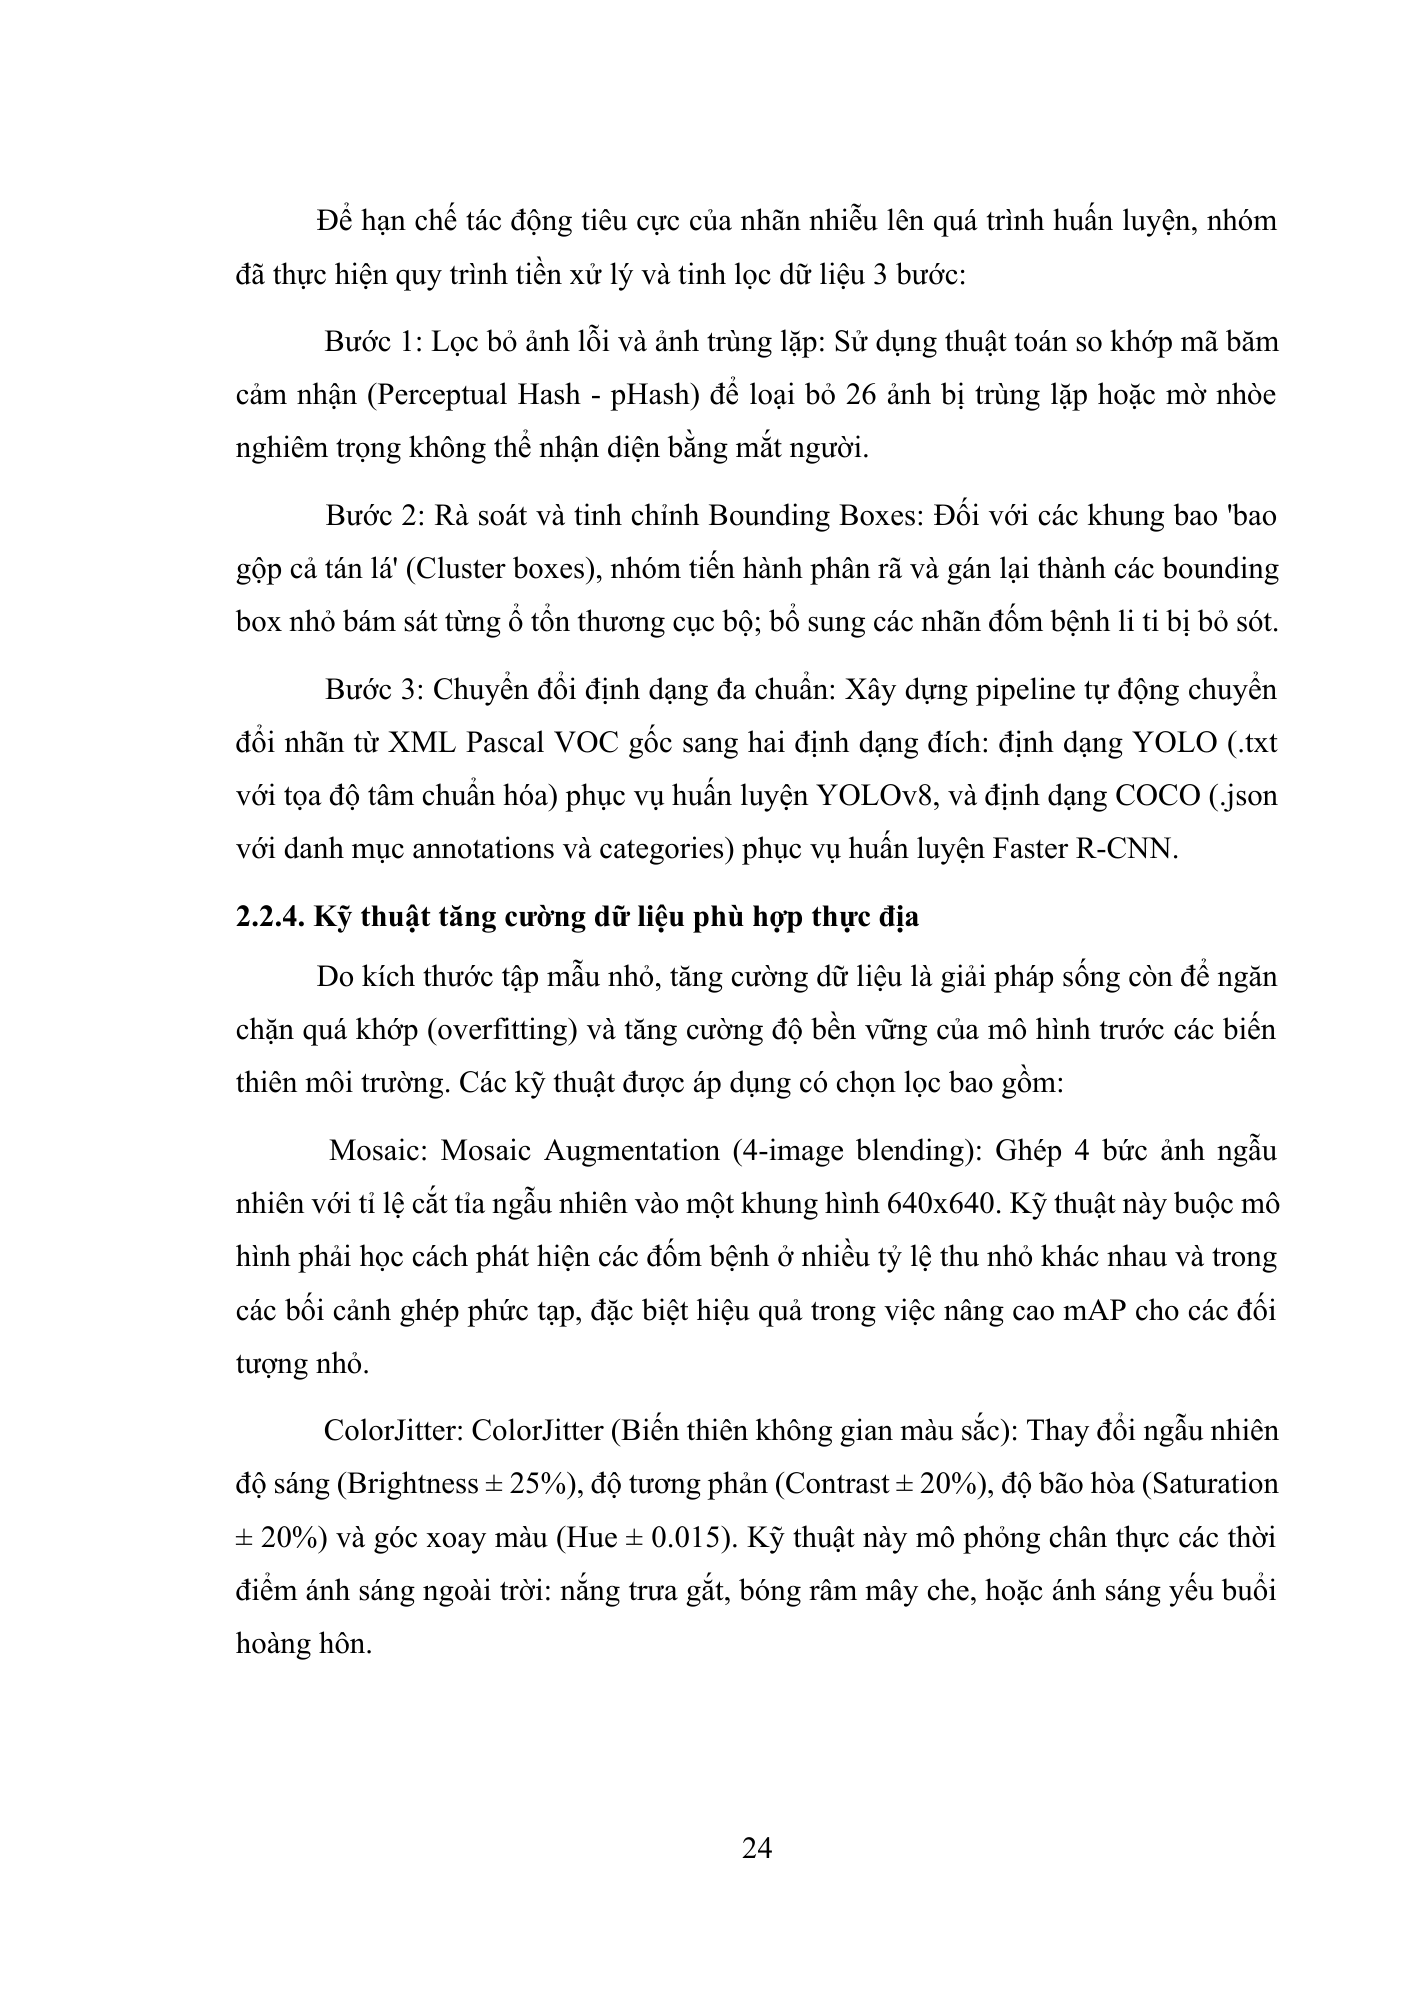 Để hạn chế tác động tiêu cực của nhãn nhiễu lên quá trình huấn luyện, nhóm
đã thực hiện quy trình tiền xử lý và tinh lọc dữ liệu 3 bước:
Bước 1: Lọc bỏ ảnh lỗi và ảnh trùng lặp: Sử dụng thuật toán so khớp mã băm
cảm nhận (Perceptual Hash - pHash) để loại bỏ 26 ảnh bị trùng lặp hoặc mờ nhòe
nghiêm trọng không thể nhận diện bằng mắt người.
Bước 2: Rà soát và tinh chỉnh Bounding Boxes: Đối với các khung bao 'bao
gộp cả tán lá' (Cluster boxes), nhóm tiến hành phân rã và gán lại thành các bounding
box nhỏ bám sát từng ổ tổn thương cục bộ; bổ sung các nhãn đốm bệnh li ti bị bỏ sót.
Bước 3: Chuyển đổi định dạng đa chuẩn: Xây dựng pipeline tự động chuyển
đổi nhãn từ XML Pascal VOC gốc sang hai định dạng đích: định dạng YOLO (.txt
với tọa độ tâm chuẩn hóa) phục vụ huấn luyện YOLOv8, và định dạng COCO (.json
với danh mục annotations và categories) phục vụ huấn luyện Faster R-CNN.
2.2.4. Kỹ thuật tăng cường dữ liệu phù hợp thực địa
Do kích thước tập mẫu nhỏ, tăng cường dữ liệu là giải pháp sống còn để ngăn
chặn quá khớp (overfitting) và tăng cường độ bền vững của mô hình trước các biến
thiên môi trường. Các kỹ thuật được áp dụng có chọn lọc bao gồm:
Mosaic: Mosaic Augmentation (4-image blending): Ghép 4 bức ảnh ngẫu
nhiên với tỉ lệ cắt tỉa ngẫu nhiên vào một khung hình 640x640. Kỹ thuật này buộc mô
hình phải học cách phát hiện các đốm bệnh ở nhiều tỷ lệ thu nhỏ khác nhau và trong
các bối cảnh ghép phức tạp, đặc biệt hiệu quả trong việc nâng cao mAP cho các đối
tượng nhỏ.
ColorJitter: ColorJitter (Biến thiên không gian màu sắc): Thay đổi ngẫu nhiên
độ sáng (Brightness ± 25%), độ tương phản (Contrast ± 20%), độ bão hòa (Saturation
± 20%) và góc xoay màu (Hue ± 0.015). Kỹ thuật này mô phỏng chân thực các thời
điểm ánh sáng ngoài trời: nắng trưa gắt, bóng râm mây che, hoặc ánh sáng yếu buổi
hoàng hôn.
24